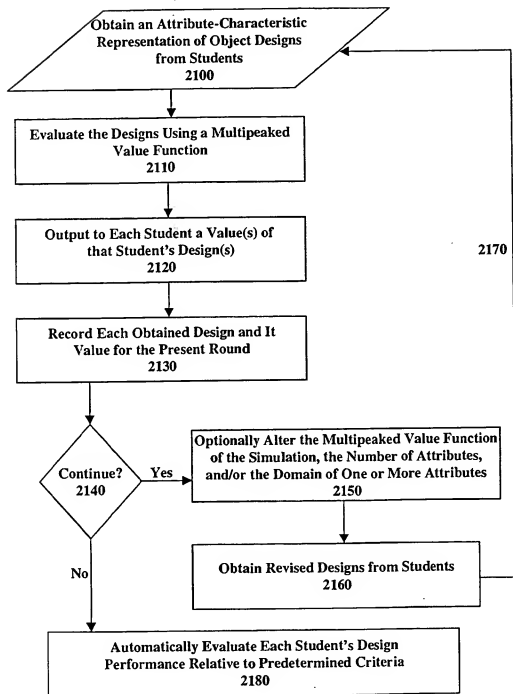 Obtain an Attribute-Characteristic
Representation of Object Designs
from Students
2100
Evaluate the Designs Using a Multipeaked
Value Function
2110
Output to Each Student a Value(s) of
that Student's Design(s)
2120
2170
Record Each Obtained Design and It
Value for the Present Round
2130
Continue?
2140
Yes
Optionally Alter the Multipeaked Value Function
of the Simulation, the Number of Attributes,
and/or the Domain of One or More Attributes
2150
Obtain Revised Designs from Students
2160
No
Automatically Evaluate Each Student's Design
Performance Relative to Predetermined Criteria
2180